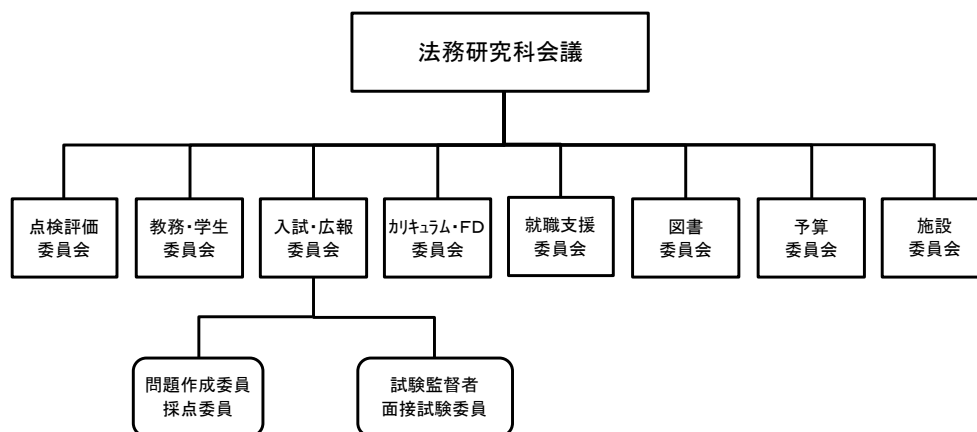 法務研究科会議
点検評価
委員会
教務・学生
委員会
入試・広報
委員会
ｶﾘｷｭﾗﾑ・FD
委員会
就職支援
委員会
図書
委員会
予算
委員会
施設
委員会
問題作成委員
採点委員
試験監督者
面接試験委員